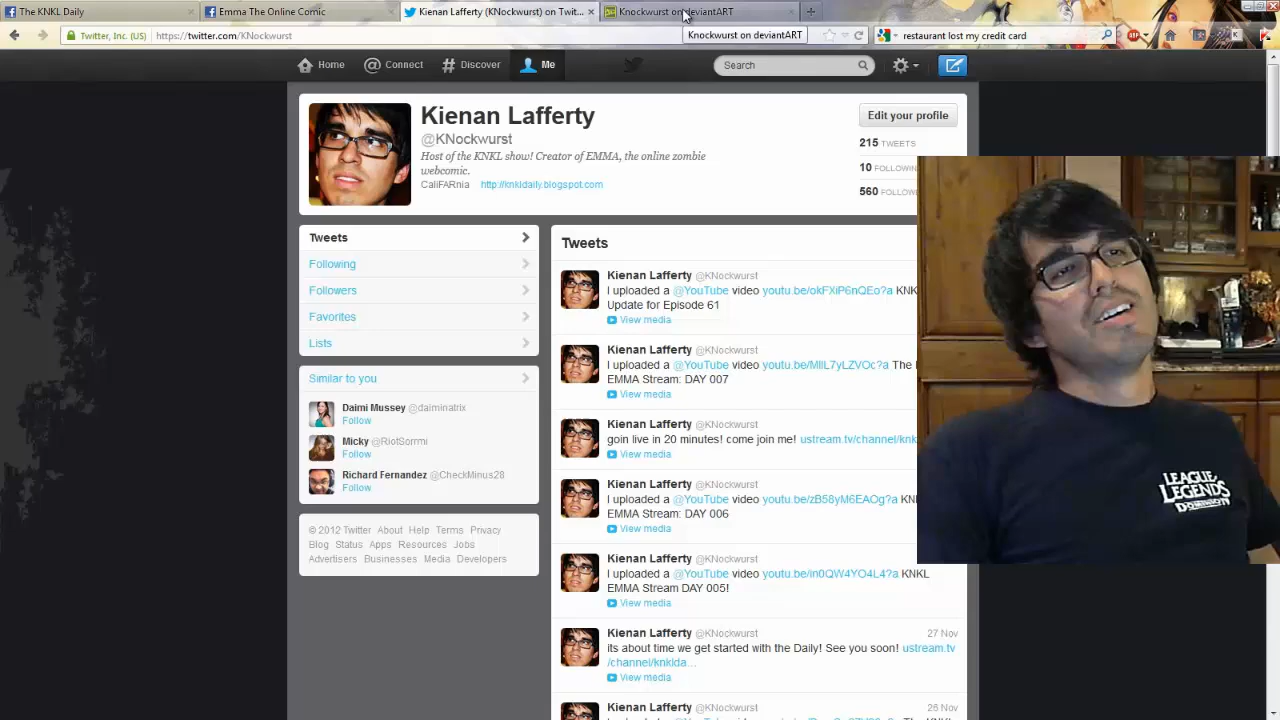 The KNKL Daily
Emma The Online Comic
Kienan Lafferty (KNockwurst) on Twit...
Knockwurst on deviantART
Twitter, Inc. (US)
https://twitter.com/KNockwurst
Knockwurst on deviantART
restaurant lost my credit card
Home
Connect
Discover
Me
Search
Kienan Lafferty
@KNockwurst
Host of the KNKL show! Creator of EMMA, the online zombie
webcomic.
CaliFARnia http://knkldaily.blogspot.com
Edit your profile
215 TWEETS
10 FOLLOWIN
560 FOLLOW
Tweets
Following
Followers
Favorites
Lists
Similar to you
Daimi Mussey @daiminatrix
Follow
Micky @RiotSorrmi
Follow
Richard Fernandez @CheckMinus28
Follow
© 2012 Twitter About Help Terms Privacy
Blog Status Apps Resources Jobs
Advertisers Businesses Media Developers
Tweets
Kienan Lafferty @KNockwurst
I uploaded a @YouTube video youtu.be/okFXiP6nQEo?a KNK
Update for Episode 61
View media
Kienan Lafferty @KNockwurst
I uploaded a @YouTube video youtu.be/MllL7yLZVOc?a The
EMMA Stream: DAY 007
View media
Kienan Lafferty @KNockwurst
goin live in 20 minutes! come join me! ustream.tv/channel/knk
View media
Kienan Lafferty @KNockwurst
I uploaded a @YouTube video youtu.be/zB58yM6EAOg?a KN
EMMA Stream: DAY 006
View media
Kienan Lafferty @KNockwurst
I uploaded a @YouTube video youtu.be/in0QW4YO4L4?a KNKL
EMMA Stream DAY 005!
View media
Kienan Lafferty @KNockwurst 27 Nov
its about time we get started with the Daily! See you soon! ustream.tv
/channel/knklda...
View media
Kienan Lafferty @KNockwurst 26 Nov
LEAGUE
LEGENDS
DOMINION